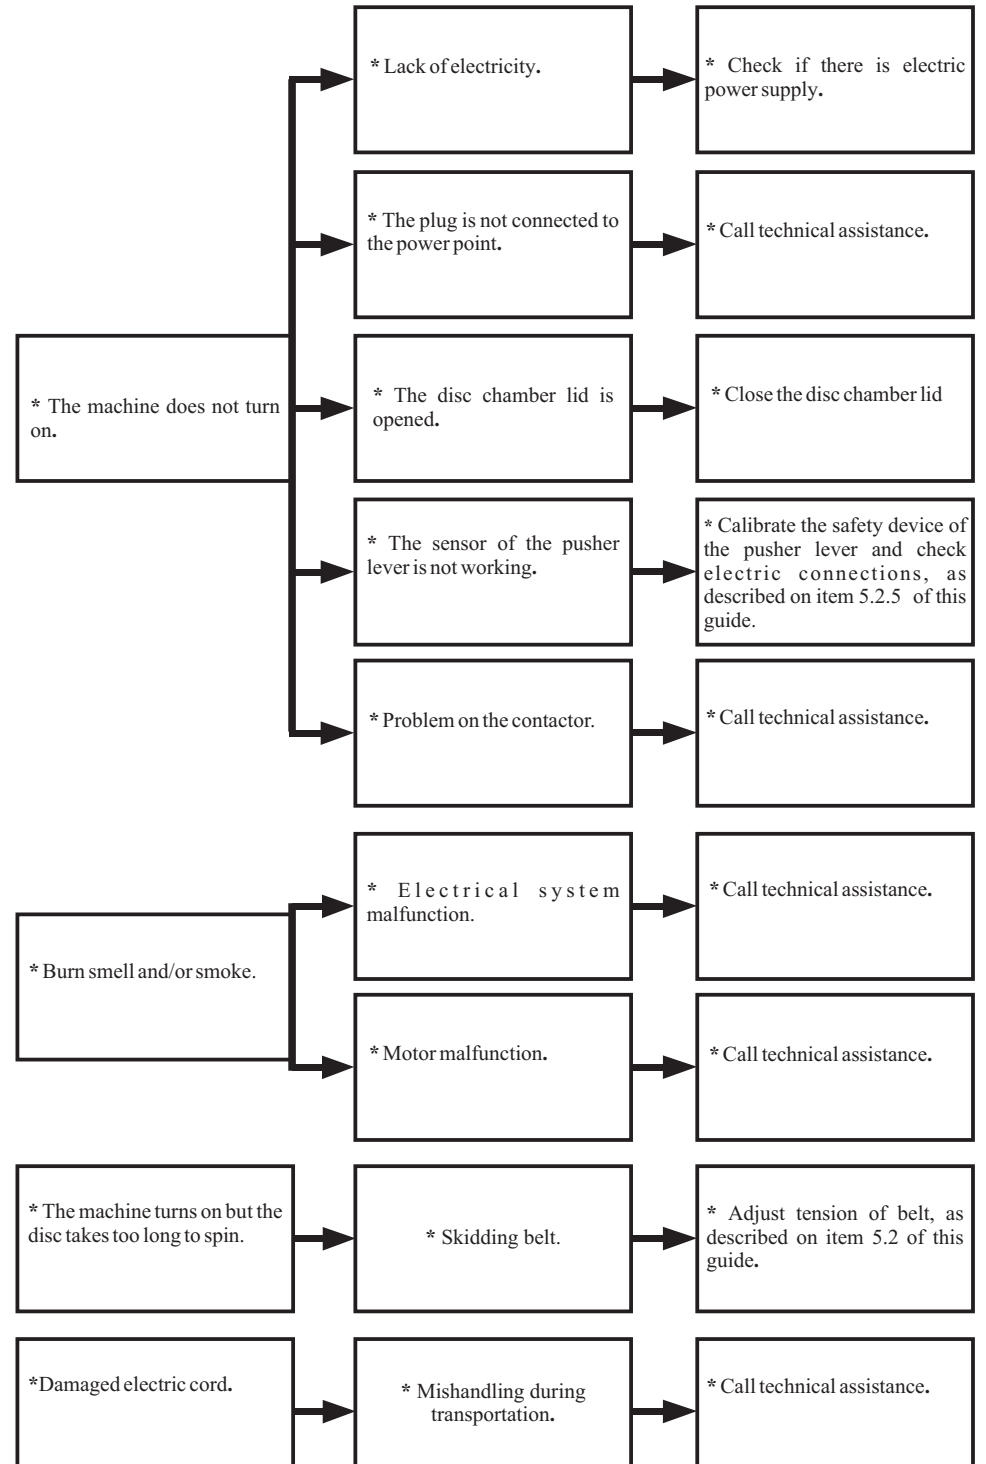 * Lack of electricity.
* Check if there is electric
power supply.
* The plug is not connected to
the power point.
* Call technical assistance.
* The machine does not turn
on.
* The disc chamber lid is
opened.
* Close the disc chamber lid
* The sensor of the pusher
lever is not working.
* Calibrate the safety device of
the pusher lever and check
electric connections, as
described on item 5.2.5 of this
guide.
* Problem on the contactor.
* Call technical assistance.
* Burn smell and/or smoke.
* Electrical system
malfunction.
* Call technical assistance.
* Motor malfunction.
* Call technical assistance.
* The machine turns on but the
disc takes too long to spin.
* Skidding belt.
* Adjust tension of belt, as
described on item 5.2 of this
guide.
*Damaged electric cord.
* Mishandling during
transportation.
* Call technical assistance.